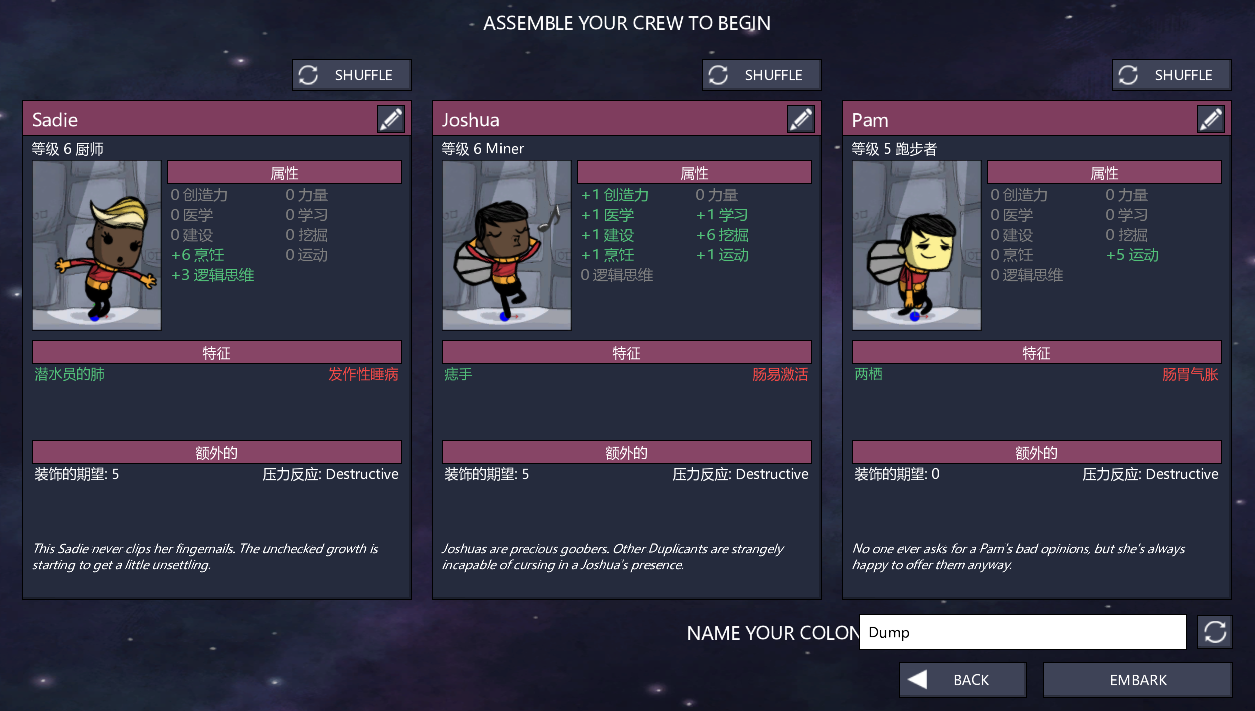 ASSEMBLE YOUR CREW TO BEGIN
SHUFFLE
SHUFFLE
SHUFFLE
Sadie
等级 6 厨师
属性
0 创造力
0 力量
0 医学
0 学习
0 建设
0 挖掘
+6 烹饪
0 运动
+3 逻辑思维
特征
潜水员的肺
发作性睡病
额外的
装饰的期望: 5
压力反应: Destructive
This Sadie never clips her fingernails. The unchecked growth is
starting to get a little unsettling.
Joshua
等级 6 Miner
属性
+1 创造力
0 力量
+1 医学
+1 学习
+1 建设
+6 挖掘
+1 烹饪
+1 运动
0 逻辑思维
特征
痣手
肠易激活
额外的
装饰的期望: 5
压力反应: Destructive
Joshuas are precious goobers. Other Duplicants are strangely
incapable of cursing in a Joshua's presence.
Pam
等级 5 跑步者
属性
0 创造力
0 力量
0 医学
0 学习
0 建设
0 挖掘
0 烹饪
+5 运动
0 逻辑思维
特征
两栖
肠胃气胀
额外的
装饰的期望: 0
压力反应: Destructive
No one ever asks for a Pam's bad opinions, but she's always
happy to offer them anyway.
NAME YOUR COLON
Dump
BACK
EMBARK